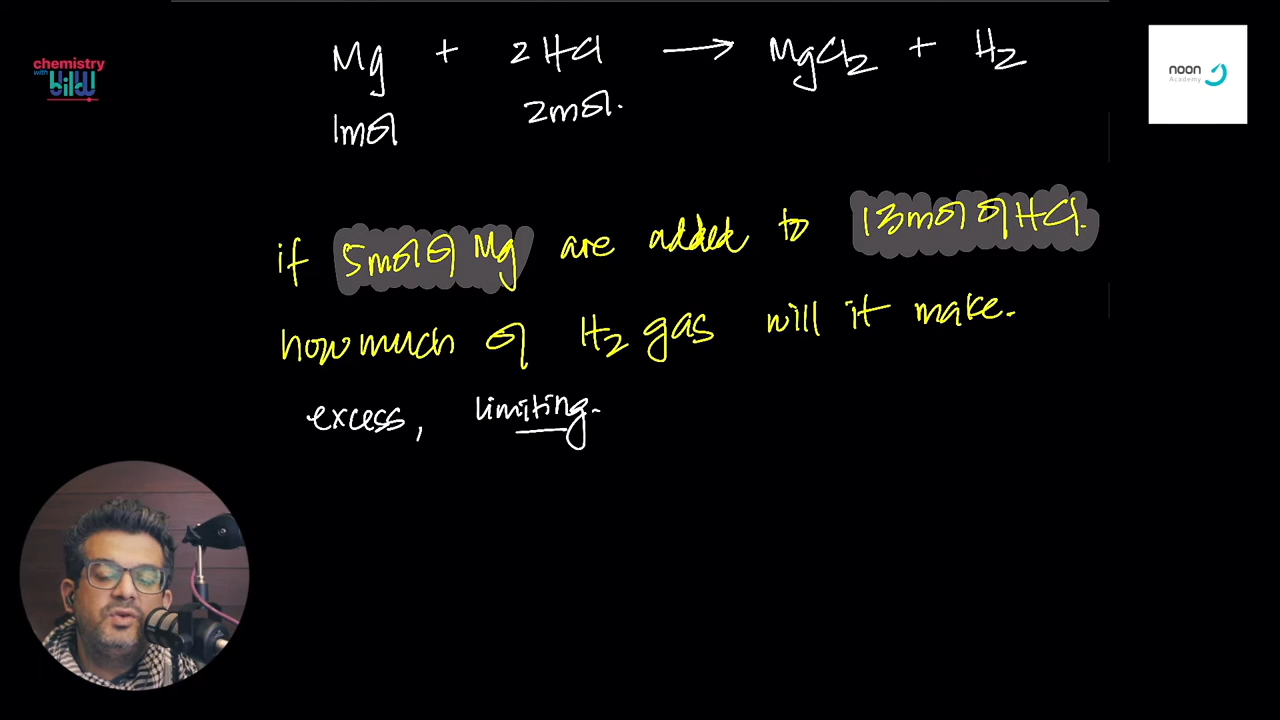 Mg + 2HCl → MgCl₂ + H₂
1mol 2mol.
chemistry
with
bilal
noon
Academy
if 5mol of Mg are added to 13mol of HCl.
how much of H₂ gas will it make.
excess, limiting.